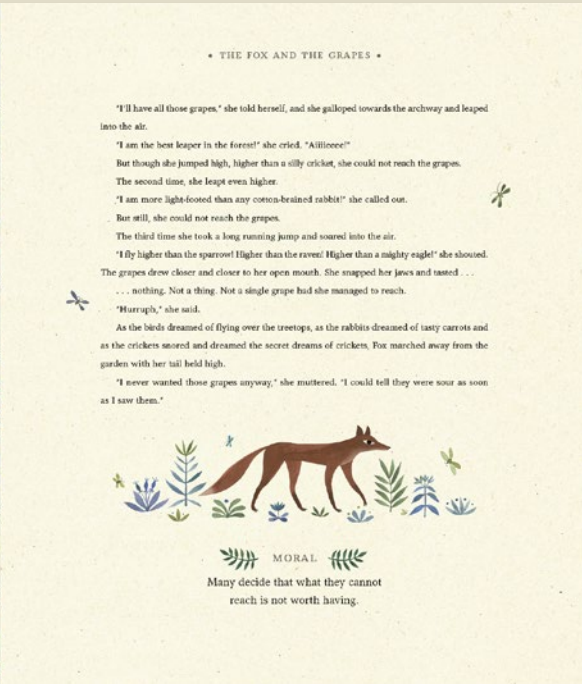 • THE FOX AND THE GRAPES •
"I'll have all those grapes," she told herself, and she galloped towards the archway and leaped
into the air.
"I am the best leaper in the forest!" she cried. "Aiiieeee!"
But though she jumped high, higher than a silly cricket, she could not reach the grapes.
The second time, she leapt even higher.
"I am more light-footed than any cotton-brained rabbit!" she called out.
But still, she could not reach the grapes.
The third time she took a long running jump and soared into the air.
"I fly higher than the sparrow! Higher than the raven! Higher than a mighty eagle!" she shouted.
The grapes drew closer and closer to her open mouth. She snapped her jaws and tasted . . .
. . . nothing. Not a thing. Not a single grape had she managed to reach.
"Hurruph," she said.
As the birds dreamed of flying over the treetops, as the rabbits dreamed of tasty carrots and
as the crickets snored and dreamed the secret dreams of crickets, Fox marched away from the
garden with her tail held high.
"I never wanted those grapes anyway," she muttered. "I could tell they were sour as soon
as I saw them."
MORAL
Many decide that what they cannot
reach is not worth having.